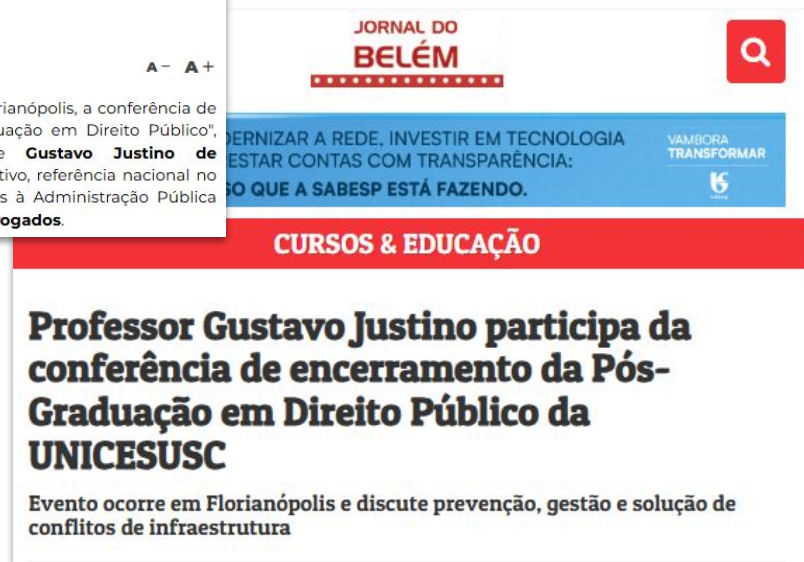 A− A+
rianópolis, a conferência de
uação em Direito Público",
e Gustavo Justino de
tivo, referência nacional no
s à Administração Pública
ogados.
JORNAL DO
BELÉM
DERNIZAR A REDE, INVESTIR EM TECNOLOGIA
ESTAR CONTAS COM TRANSPARÊNCIA:
SO QUE A SABESP ESTÁ FAZENDO.
VAMBORA
TRANSFORMAR
CURSOS & EDUCAÇÃO
Professor Gustavo Justino participa da
conferência de encerramento da Pós-
Graduação em Direito Público da
UNICESUSC
Evento ocorre em Florianópolis e discute prevenção, gestão e solução de
conflitos de infraestrutura